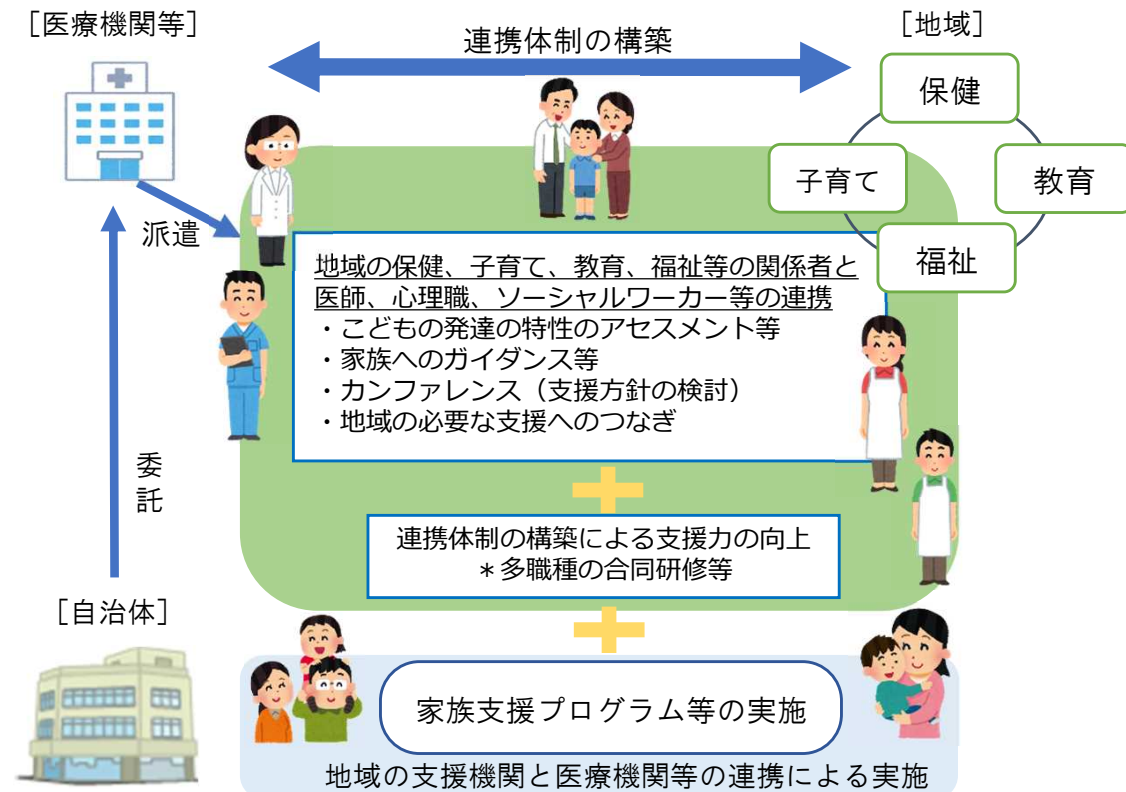 ［医療機関等］
連携体制の構築
［地域］
保健
子育て
教育
福祉
派遣
地域の保健、子育て、教育、福祉等の関係者と
医師、心理職、ソーシャルワーカー等の連携
・こどもの発達の特性のアセスメント等
・家族へのガイダンス等
・カンファレンス（支援方針の検討）
・地域の必要な支援へのつなぎ
委託
連携体制の構築による支援力の向上
＊多職種の合同研修等
［自治体］
家族支援プログラム等の実施
地域の支援機関と医療機関等の連携による実施